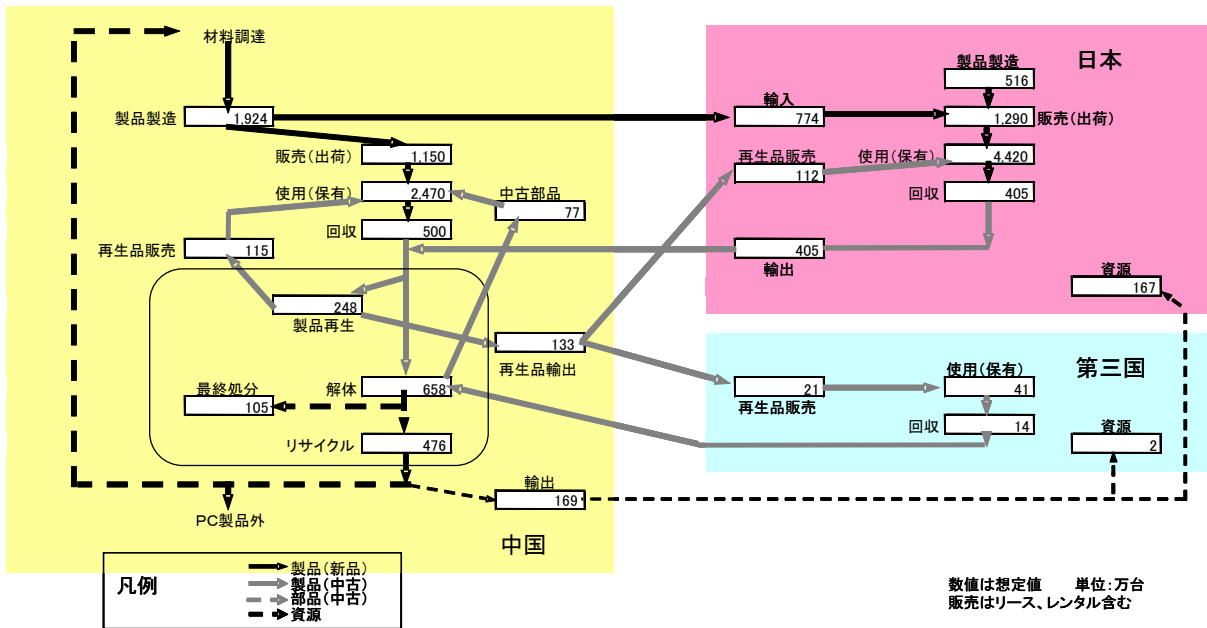 材料調達
製品製造
1,924
販売(出荷)
1,150
使用(保有)
2,470
中古部品
77
回収
500
再生品販売
115
248
製品再生
133
再生品輸出
解体
658
最終処分
105
リサイクル
476
輸出
169
PC製品外
中国
日本
製品製造
516
輸入
774
1,290
販売(出荷)
再生品販売
112
使用(保有)
4,420
回収
405
405
輸出
資源
167
第三国
使用(保有)
41
21
再生品販売
回収
14
資源
2
凡例
製品(新品)
製品(中古)
部品(中古)
資源
数値は想定値 単位:万台
販売はリース、レンタル含む